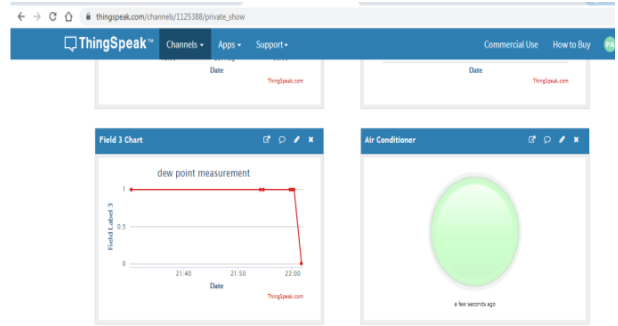 thingspeak.com/channels/1125388/private_show
ThingSpeak™ Channels Apps Support Commercial Use How to Buy PA
Date
ThingSpeak.com
Date
ThingSpeak.com
Field 3 Chart
dew point measurement
Field Label 3
1
0.5
0
21:40 21:50 22:00
Date
ThingSpeak.com
Air Conditioner
a few seconds ago